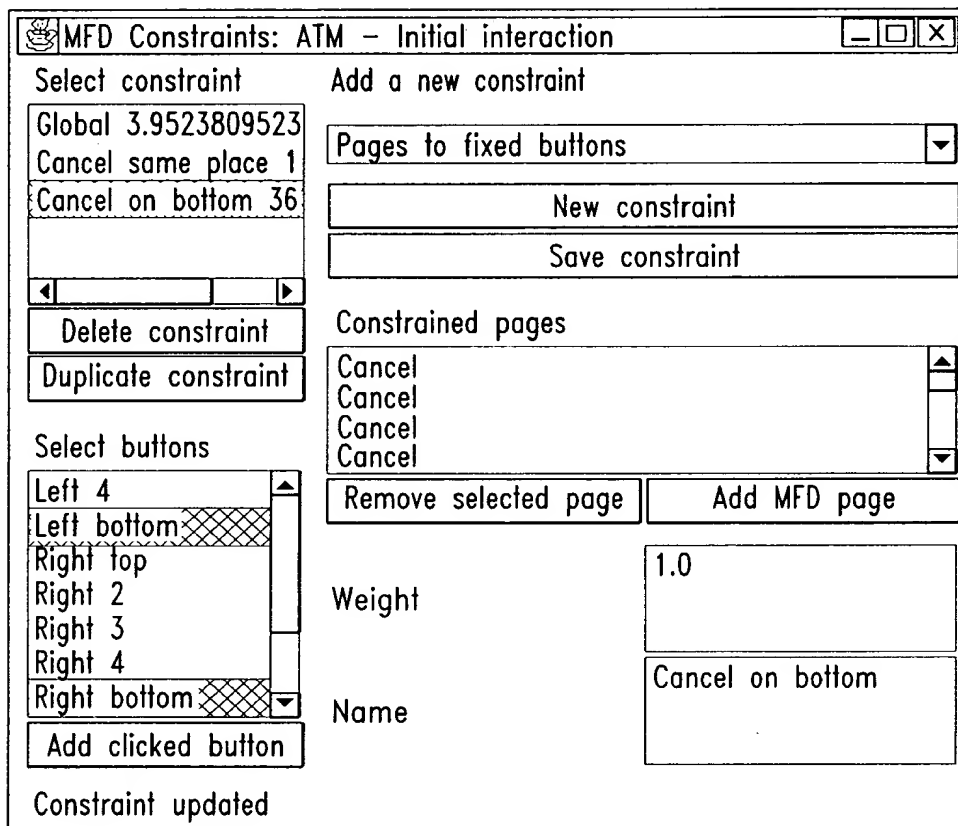 MFD Constraints: ATM – Initial interaction
Select constraint
Global 3.9523809523
Cancel same place 1
Cancel on bottom 36
Delete constraint
Duplicate constraint
Select buttons
Left 4
Left bottom
Right top
Right 2
Right 3
Right 4
Right bottom
Add clicked button
Constraint updated
Add a new constraint
Pages to fixed buttons
New constraint
Save constraint
Constrained pages
Cancel
Cancel
Cancel
Cancel
Remove selected page
Add MFD page
Weight
1.0
Name
Cancel on bottom